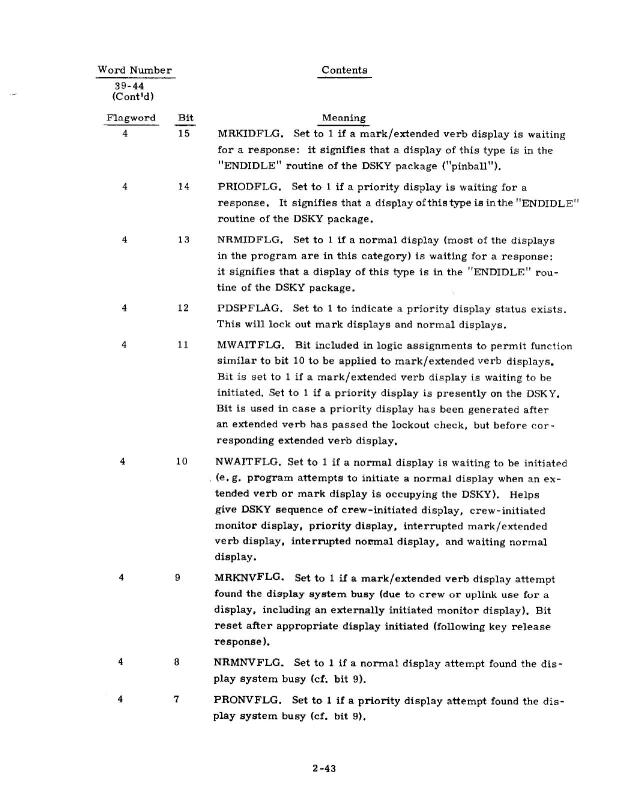 Word Number Contents
39-44
(Cont'd)
Flagword Bit Meaning
4 15 MRKIDFLG. Set to 1 if a mark/extended verb display is waiting
for a response: it signifies that a display of this type is in the
"ENDIDLE" routine of the DSKY package ("pinball").
4 14 PRIODFLG. Set to 1 if a priority display is waiting for a
response. It signifies that a display of this type is in the "ENDIDLE"
routine of the DSKY package.
4 13 NRMIDFLG. Set to 1 if a normal display (most of the displays
in the program are in this category) is waiting for a response:
it signifies that a display of this type is in the "ENDIDLE" rou-
tine of the DSKY package.
4 12 PDSPFLAG. Set to 1 to indicate a priority display status exists.
This will lock out mark displays and normal displays.
4 11 MWAITFLG. Bit included in logic assignments to permit function
similar to bit 10 to be applied to mark/extended verb displays.
Bit is set to 1 if a mark/extended verb display is waiting to be
initiated. Set to 1 if a priority display is presently on the DSKY.
Bit is used in case a priority display has been generated after
an extended verb has passed the lockout check, but before cor-
responding extended verb display.
4 10 NWAITFLG. Set to 1 if a normal display is waiting to be initiated
(e.g. program attempts to initiate a normal display when an ex-
tended verb or mark display is occupying the DSKY). Helps
give DSKY sequence of crew-initiated display, crew-initiated
monitor display, priority display, interrupted mark/extended
verb display, interrupted normal display, and waiting normal
display.
4 9 MRKNVFLG. Set to 1 if a mark/extended verb display attempt
found the display system busy (due to crew or uplink use for a
display, including an externally initiated monitor display). Bit
reset after appropriate display initiated (following key release
response).
4 8 NRMNVFLG. Set to 1 if a normal display attempt found the dis-
play system busy (cf. bit 9).
4 7 PRONVFLG. Set to 1 if a priority display attempt found the dis-
play system busy (cf. bit 9).
2-43